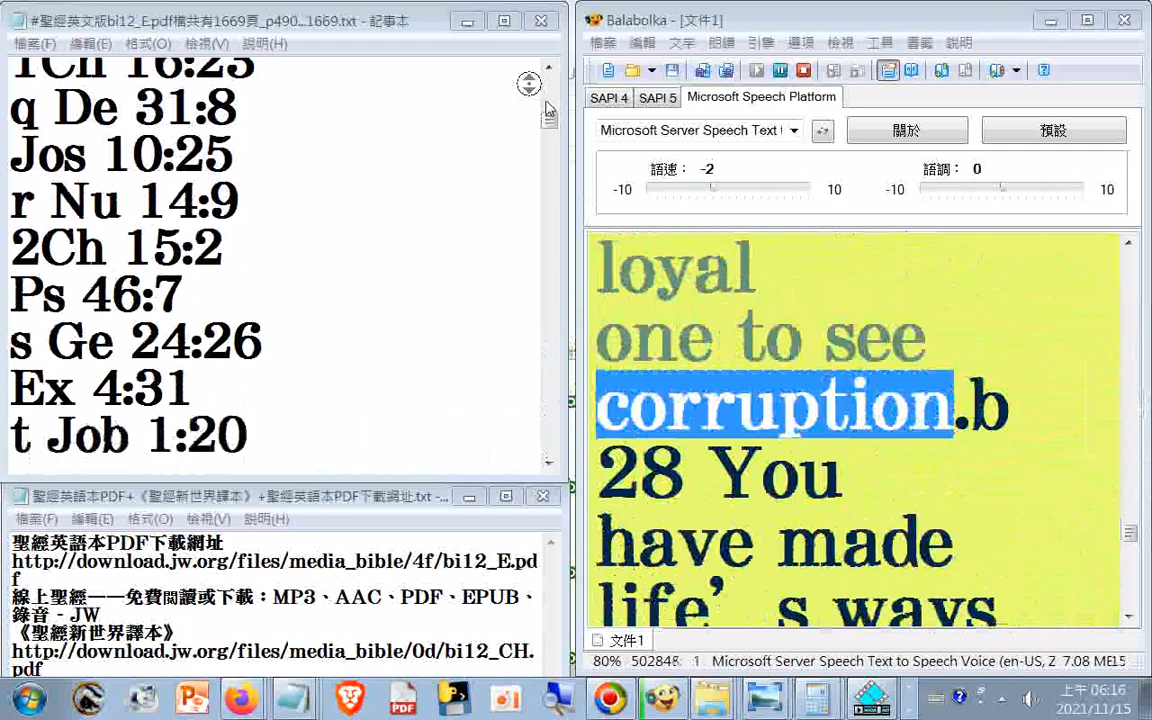 #聖經英文版bi12_E.pdf檔共有1669頁_p490...1669.txt - 記事本
檔案(F) 編輯(E) 格式(O) 檢視(V) 說明(H)
1Ch 16:23
q De 31:8
Jos 10:25
r Nu 14:9
2Ch 15:2
Ps 46:7
s Ge 24:26
Ex 4:31
t Job 1:20
聖經英語本PDF+《聖經新世界譯本》+聖經英語本PDF下載網址.txt -...
檔案(F) 編輯(E) 格式(O) 檢視(V) 說明(H)
聖經英語本PDF下載網址
http://download.jw.org/files/media_bible/4f/bi12_E.pd
f
線上聖經——免費閱讀或下載：MP3、AAC、PDF、EPUB、
錄音 - JW
《聖經新世界譯本》
http://download.jw.org/files/media_bible/0d/bi12_CH.
pdf
Balabolka - [文件1]
檔案 編輯 文字 朗讀 引擎 選項 檢視 工具 書籤 說明
SAPI 4 SAPI 5 Microsoft Speech Platform
Microsoft Server Speech Text 關於 預設
語速： -2 語調： 0
-10 10 -10 10
loyal
one to see
corruption.b
28 You
have made
life’s ways
文件1
80% 502848: 1 Microsoft Server Speech Text to Speech Voice (en-US, Z 7.08 ME15
上午 06:16
2021/11/15